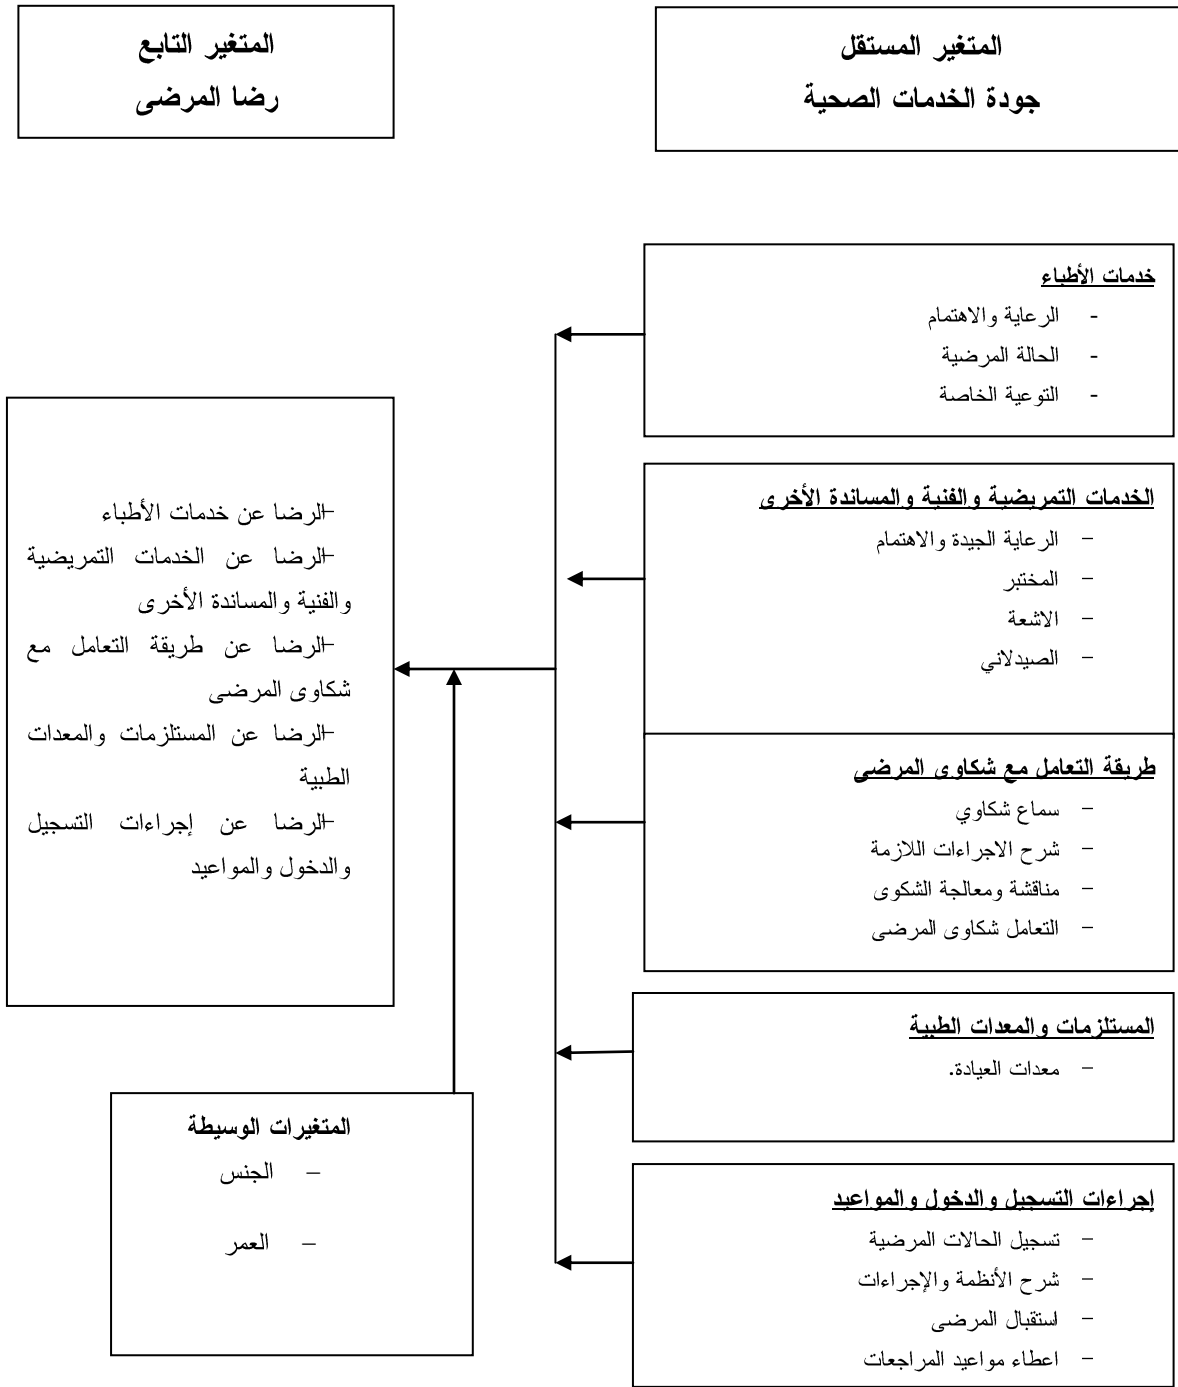 المتغير المستقل
جودة الخدمات الصحية
المتغير التابع
رضا المرضى
خدمات الأطباء
- الرعاية والاهتمام
- الحالة المرضية
- التوعية الخاصة
الخدمات التمريضية والفنية والمساندة الأخرى
- الرعاية الجيدة والاهتمام
- المختبر
- الاشعة
- الصيدلاني
طريقة التعامل مع شكاوى المرضى
- سماع شكاوي
- شرح الاجراءات اللازمة
- مناقشة ومعالجة الشكوى
- التعامل شكاوى المرضى
المستلزمات والمعدات الطبية
- معدات العيادة.
إجراءات التسجيل والدخول والمواعيد
- تسجيل الحالات المرضية
- شرح الأنظمة والإجراءات
- استقبال المرضى
- اعطاء مواعيد المراجعات
-الرضا عن خدمات الأطباء
-الرضا عن الخدمات التمريضية
والفنية والمساندة الأخرى
-الرضا عن طريقة التعامل مع
شكاوى المرضى
-الرضا عن المستلزمات والمعدات
الطبية
-الرضا عن إجراءات التسجيل
والدخول والمواعيد
المتغيرات الوسيطة
- الجنس
- العمر